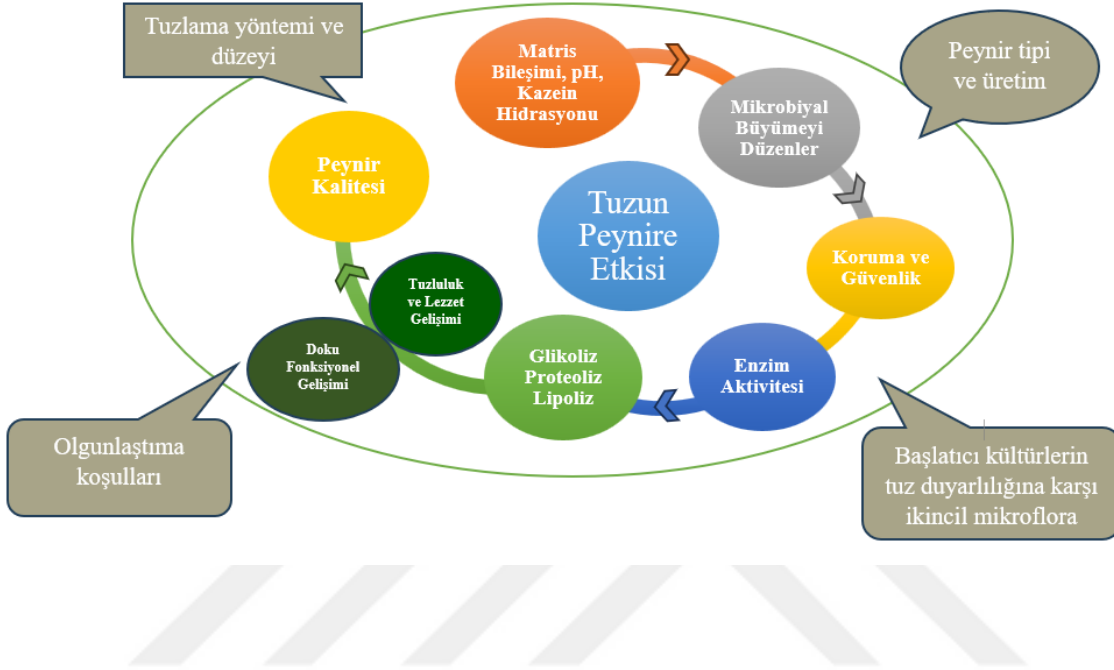 Tuzlama yöntemi ve
düzeyi
Matris
Bileşimi, pH,
Kazein
Hidrasyonu
Peynir tipi
ve üretim
Mikrobiyal
Büyümeyi
Düzenler
Peynir
Kalitesi
Tuzun
Peynire
Etkisi
Koruma ve
Güvenlik
Tuzluluk
ve Lezzet
Gelişimi
Doku
Fonksiyonel
Gelişimi
Glikoliz
Proteoliz
Lipoliz
Enzim
Aktivitesi
Olgunlaştıma
koşulları
Başlatıcı kültürlerin
tuz duyarlılığına karşı
ikincil mikroflora